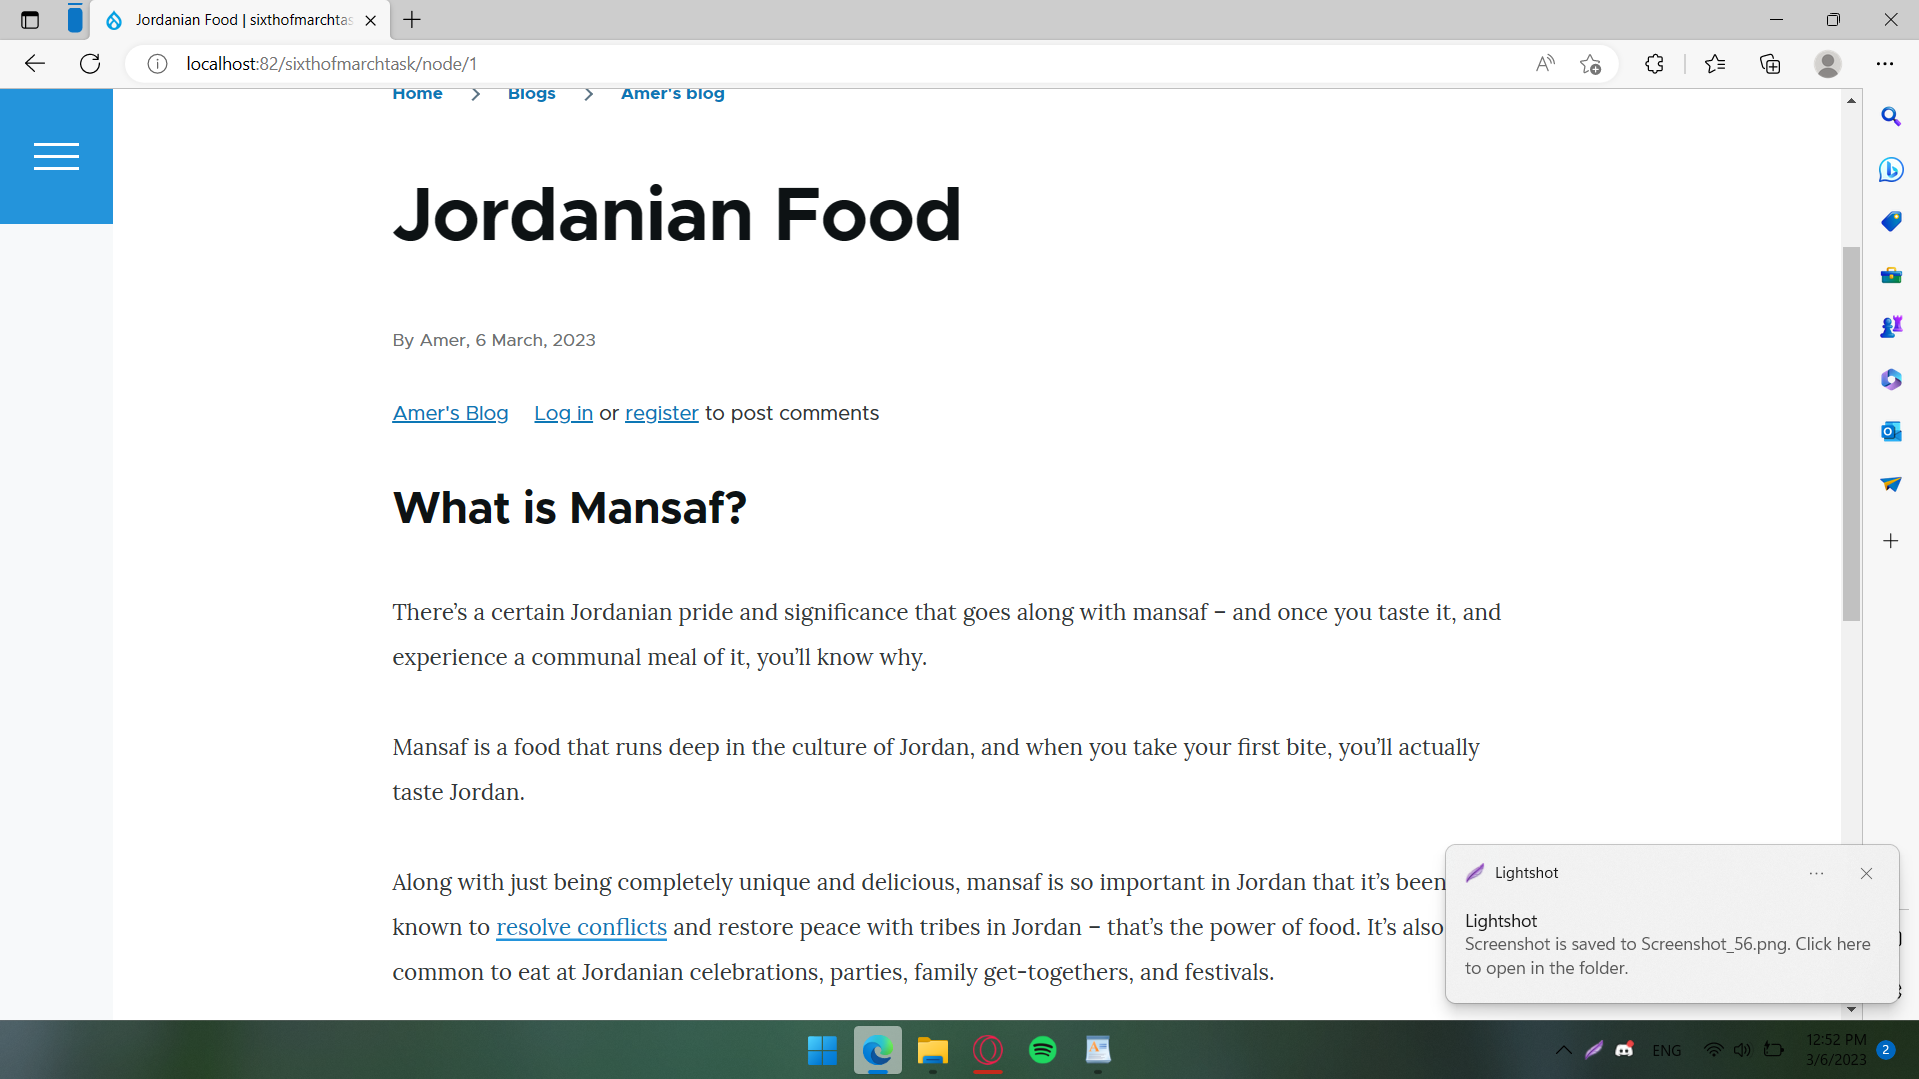 Jordanian Food | sixthofmarchtas
localhost:82/sixthofmarchtask/node/1
Home > Blogs > Amer's blog
Jordanian Food
By Amer, 6 March, 2023
Amer's Blog Log in or register to post comments
What is Mansaf?
There’s a certain Jordanian pride and significance that goes along with mansaf – and once you taste it, and
experience a communal meal of it, you’ll know why.
Mansaf is a food that runs deep in the culture of Jordan, and when you take your first bite, you’ll actually
taste Jordan.
Along with just being completely unique and delicious, mansaf is so important in Jordan that it’s been
known to resolve conflicts and restore peace with tribes in Jordan – that’s the power of food. It’s also
common to eat at Jordanian celebrations, parties, family get-togethers, and festivals.
Lightshot
Lightshot
Screenshot is saved to Screenshot_56.png. Click here
to open in the folder.
ENG
12:52 PM
3/6/2023
2